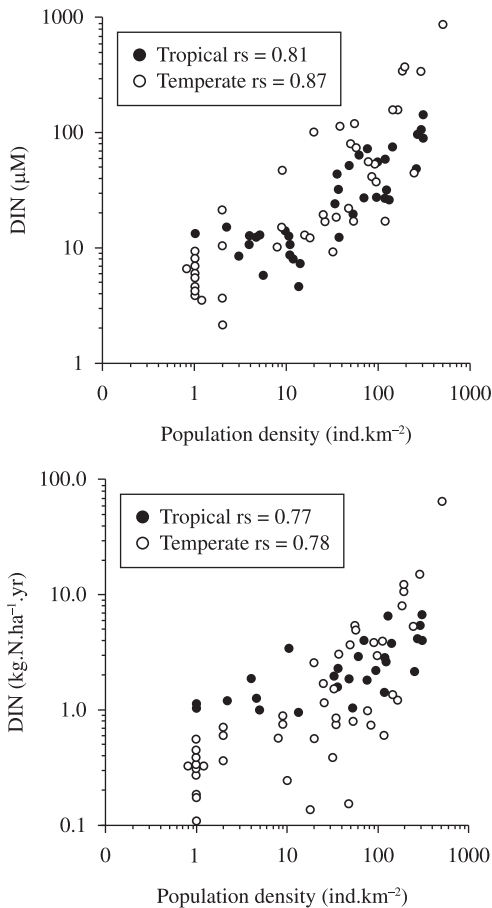 1000
Tropical rs = 0.81
Temperate rs = 0.87
100
DIN (μM)
10
1
0 1 10 100 1000
Population density (ind.km⁻²)
100.0
Tropical rs = 0.77
Temperate rs = 0.78
10.0
DIN (kg.N.ha⁻¹.yr)
1.0
0.1
0 1 10 100 1000
Population density (ind.km⁻²)